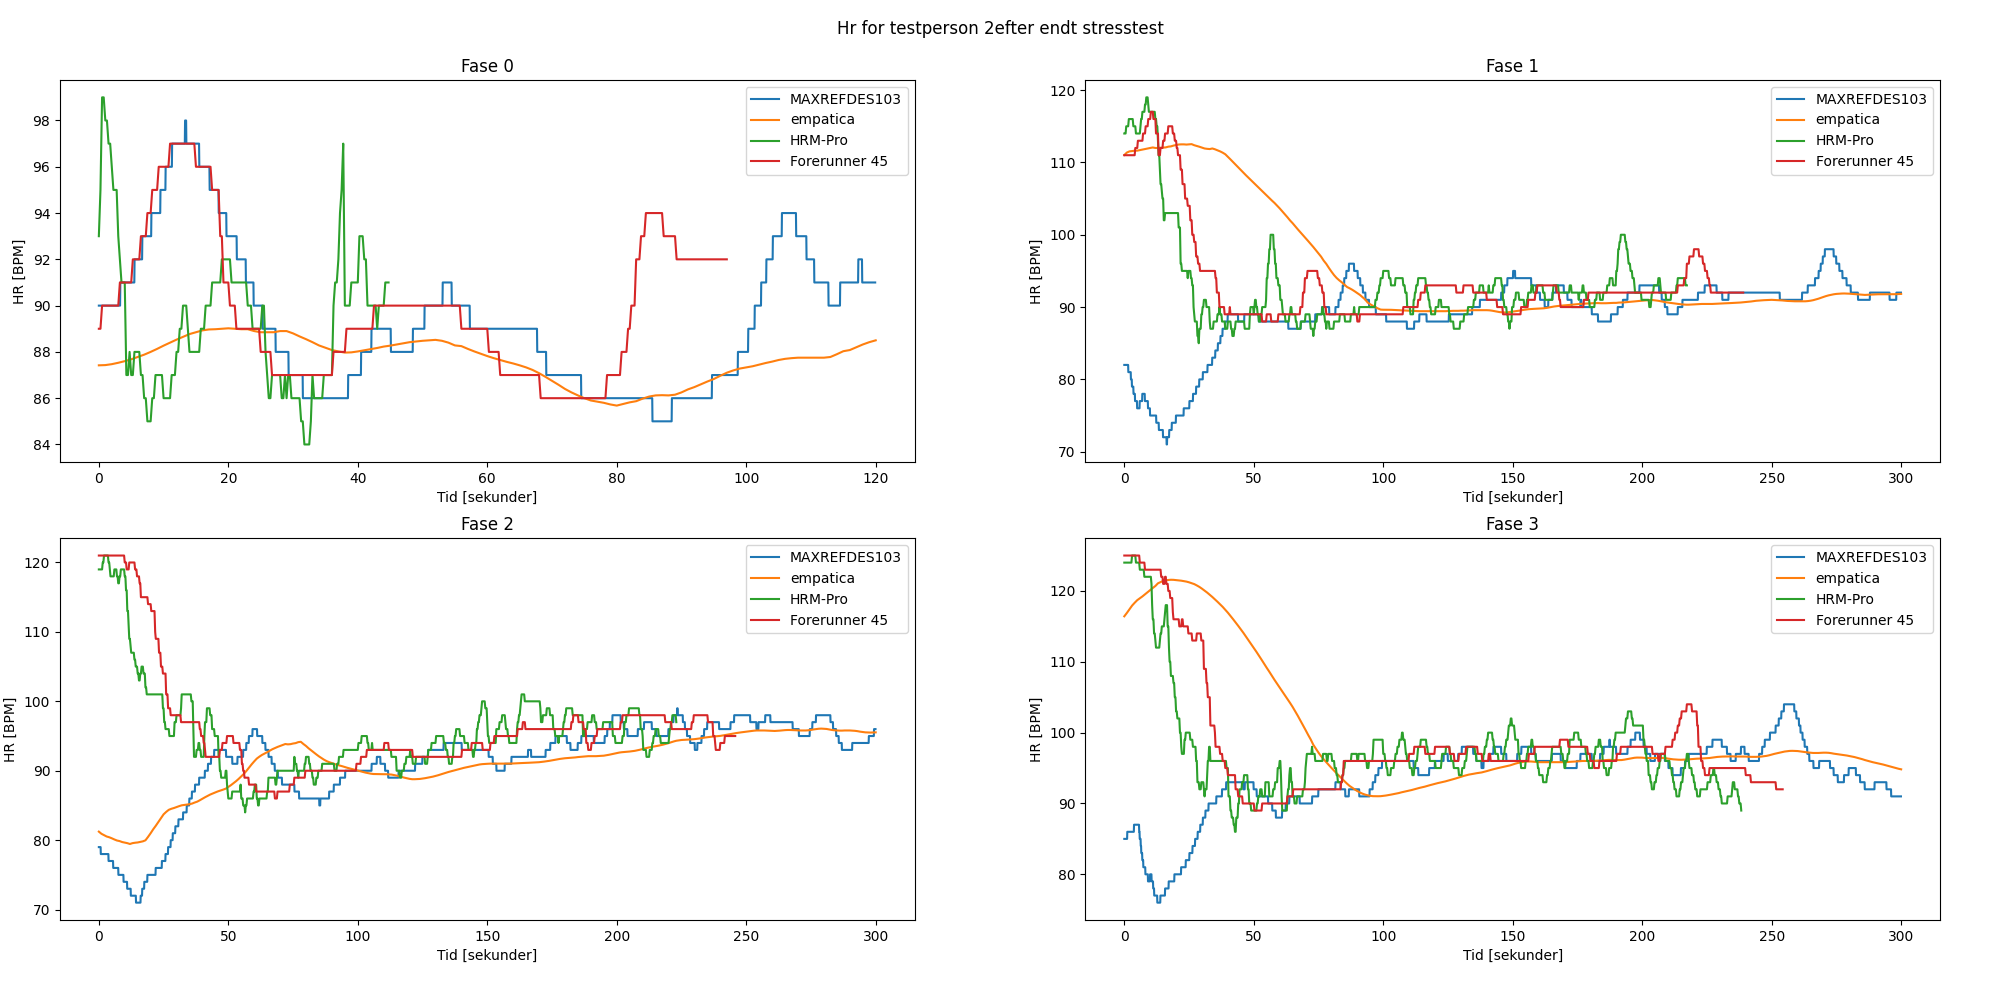 Hr for testperson 2efter endt stresstest
Fase 0
HR [BPM]
98
96
94
92
90
88
86
84
0 20 40 60 80 100 120
Tid [sekunder]
MAXREFDES103
empatica
HRM-Pro
Forerunner 45
Fase 1
HR [BPM]
120
110
100
90
80
70
0 50 100 150 200 250 300
Tid [sekunder]
MAXREFDES103
empatica
HRM-Pro
Forerunner 45
Fase 2
HR [BPM]
120
110
100
90
80
70
0 50 100 150 200 250 300
Tid [sekunder]
MAXREFDES103
empatica
HRM-Pro
Forerunner 45
Fase 3
HR [BPM]
120
110
100
90
80
0 50 100 150 200 250 300
Tid [sekunder]
MAXREFDES103
empatica
HRM-Pro
Forerunner 45